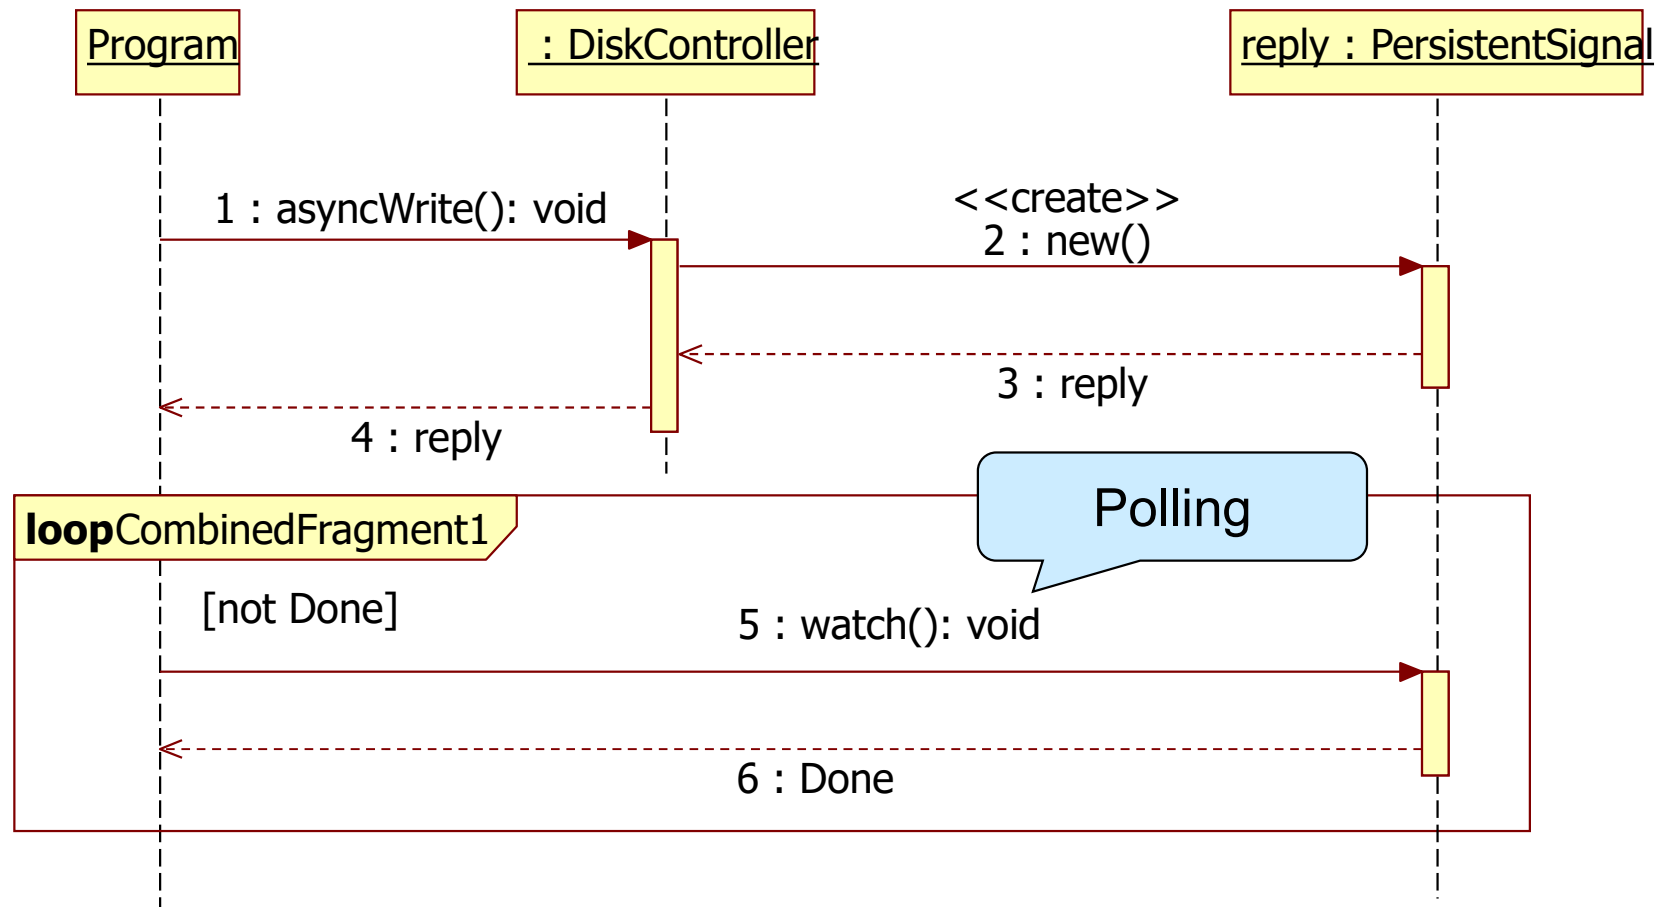 Program
: DiskController
reply : PersistentSignal
1 : asyncWrite(): void
<<create>>
2 : new()
3 : reply
4 : reply
Polling
loopCombinedFragment1
[not Done]
5 : watch(): void
6 : Done